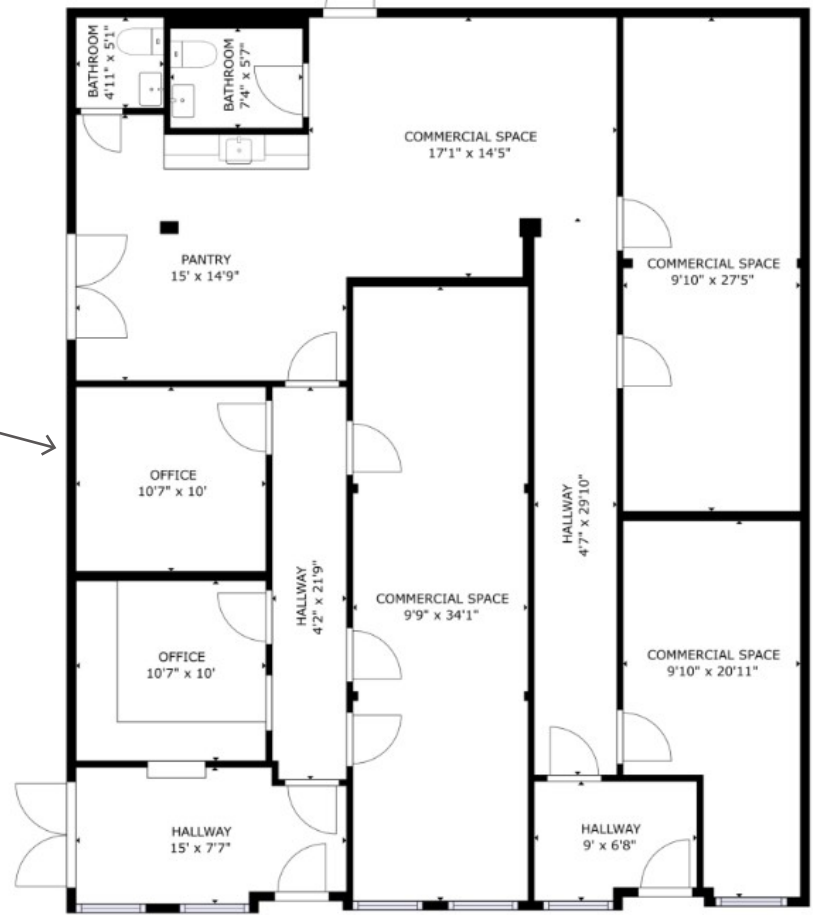 BATHROOM
4'11" x 5'1"
BATHROOM
7'4" x 5'7"
COMMERCIAL SPACE
17'1" x 14'5"
PANTRY
15' x 14'9"
COMMERCIAL SPACE
9'10" x 27'5"
OFFICE
10'7" x 10'
HALLWAY
4'7" x 29'10"
HALLWAY
4'2" x 21'9"
COMMERCIAL SPACE
9'9" x 34'1"
OFFICE
10'7" x 10'
COMMERCIAL SPACE
9'10" x 20'11"
HALLWAY
15' x 7'7"
HALLWAY
9' x 6'8"